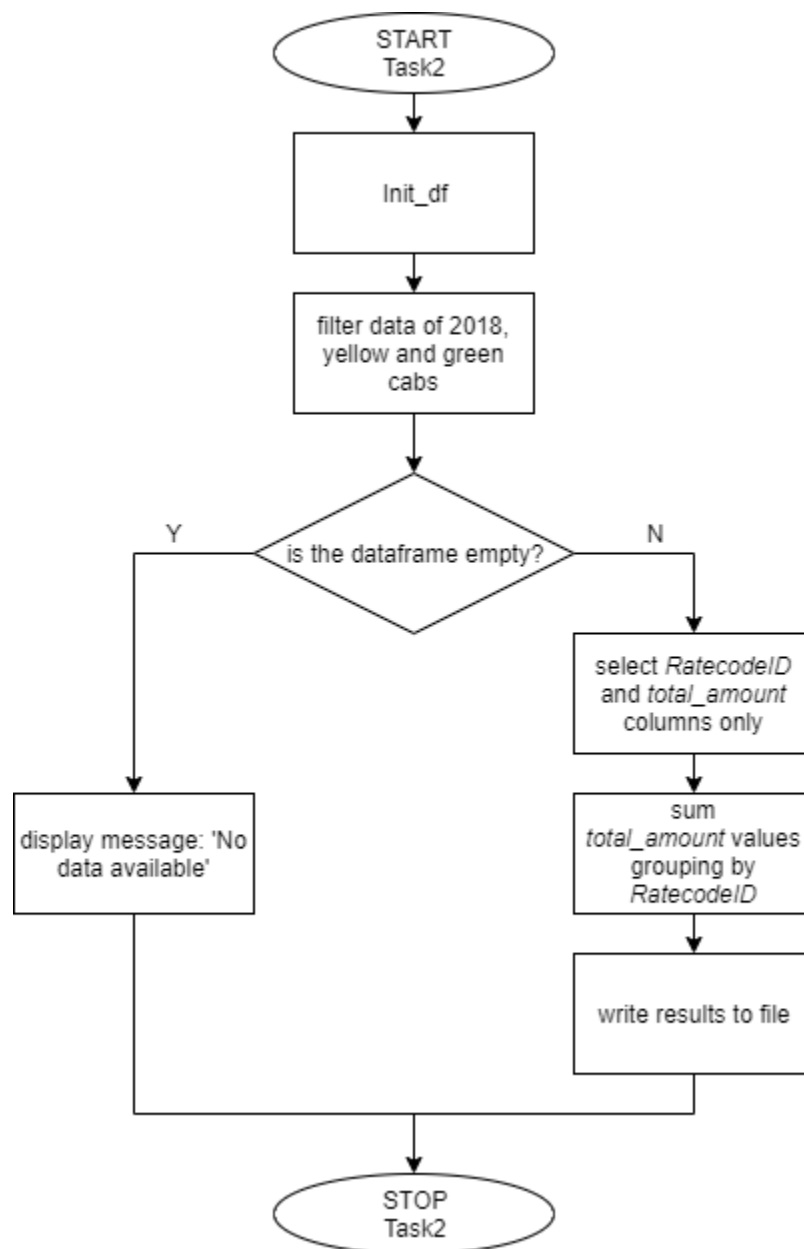 START
Task2
Init_df
filter data of 2018,
yellow and green
cabs
is the dataframe empty?
Y
N
display message: 'No
data available'
select RatecodeID
and total_amount
columns only
sum
total_amount values
grouping by
RatecodeID
write results to file
STOP
Task2